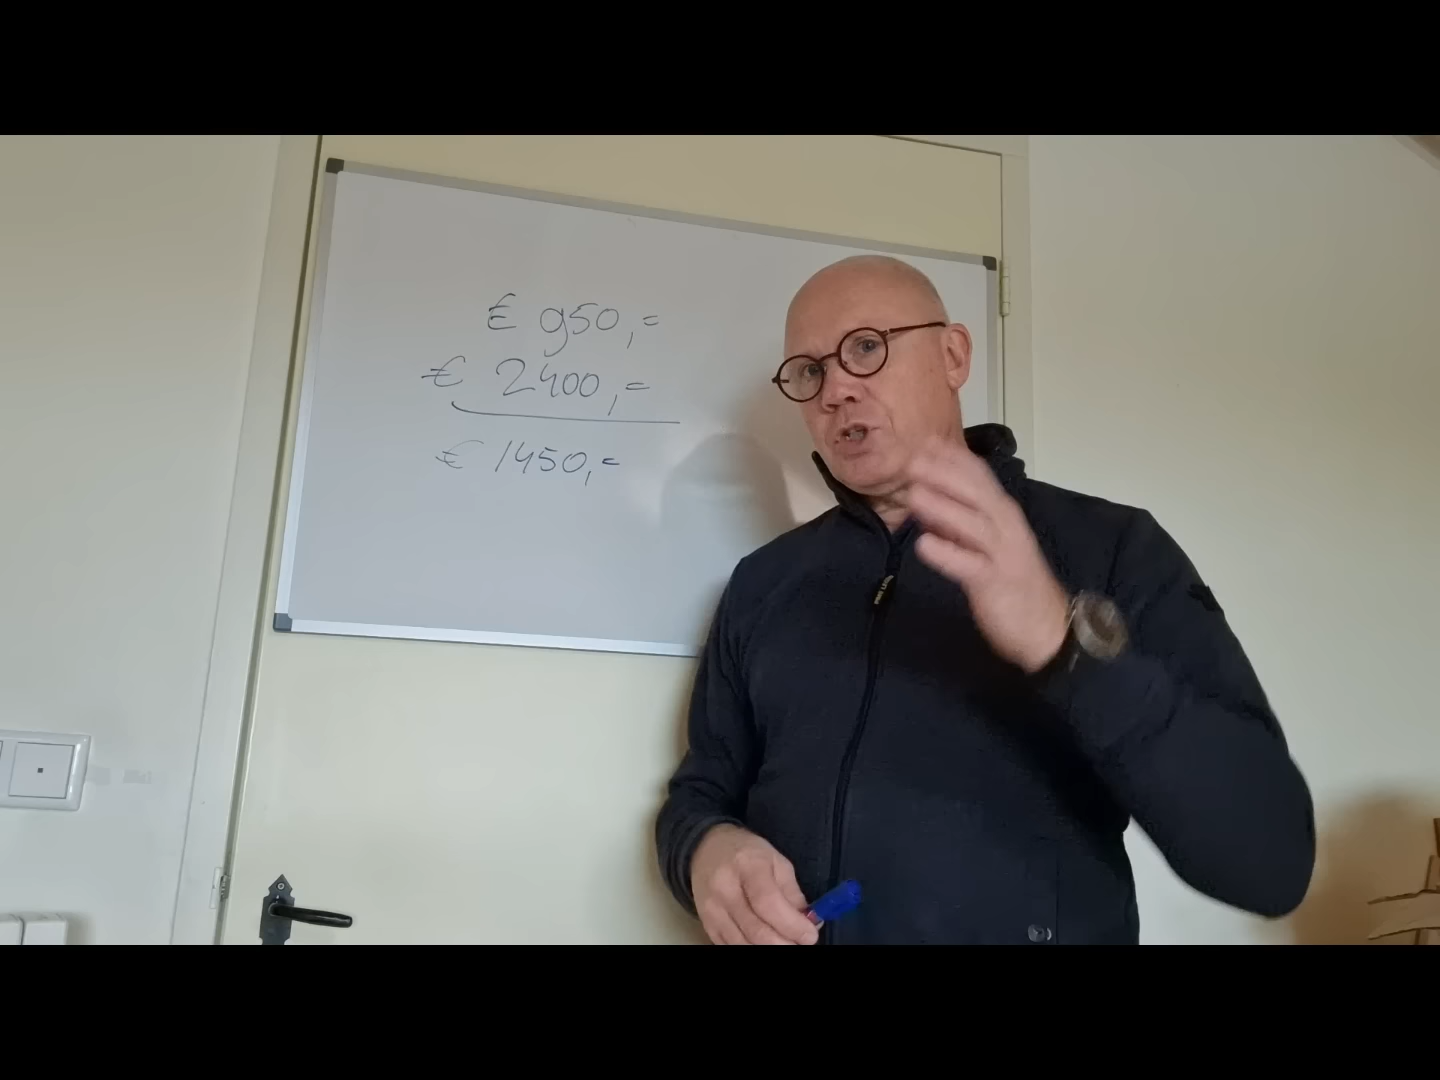 € 950,=
€ 2400,=
€ 1450,=